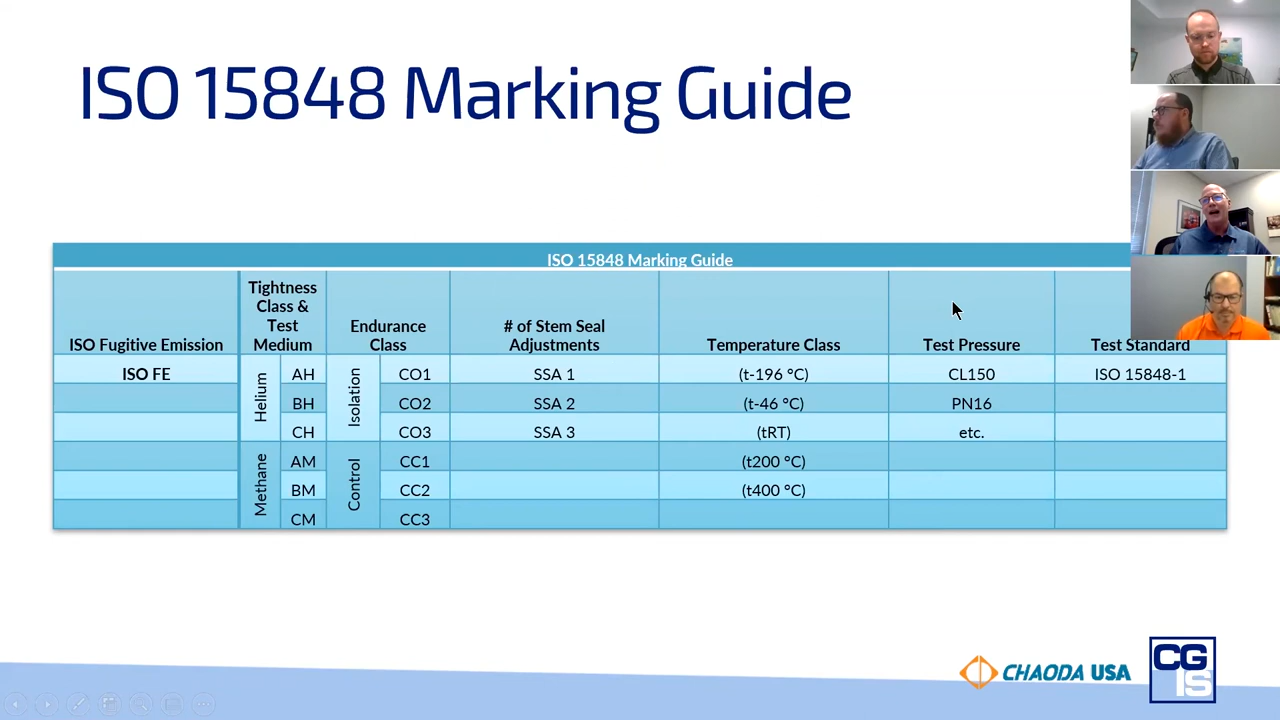 ISO 15848 Marking Guide
ISO 15848 Marking Guide
ISO Fugitive Emission
Tightness
Class &
Test
Medium
Endurance
Class
# of Stem Seal
Adjustments
Temperature Class
Test Pressure
Test Standard
ISO FE
Helium
AH
Isolation
CO1
SSA 1
(t-196 °C)
CL150
ISO 15848-1
BH
CO2
SSA 2
(t-46 °C)
PN16
CH
CO3
SSA 3
(tRT)
etc.
Methane
AM
Control
CC1
(t200 °C)
BM
CC2
(t400 °C)
CM
CC3
CHAODA USA
CG
IS